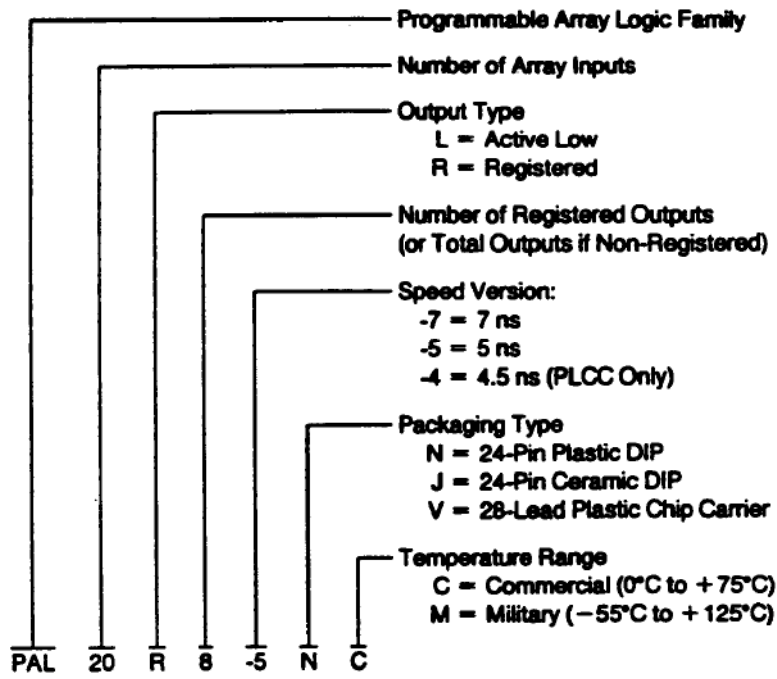 Programmable Array Logic Family
Number of Array Inputs
Output Type
L = Active Low
R = Registered
Number of Registered Outputs
(or Total Outputs if Non-Registered)
Speed Version:
-7 = 7 ns
-5 = 5 ns
-4 = 4.5 ns (PLCC Only)
Packaging Type
N = 24-Pin Plastic DIP
J = 24-Pin Ceramic DIP
V = 28-Lead Plastic Chip Carrier
Temperature Range
C = Commercial (0°C to +75°C)
M = Military (−55°C to +125°C)
PAL 20 R 8 -5 N C